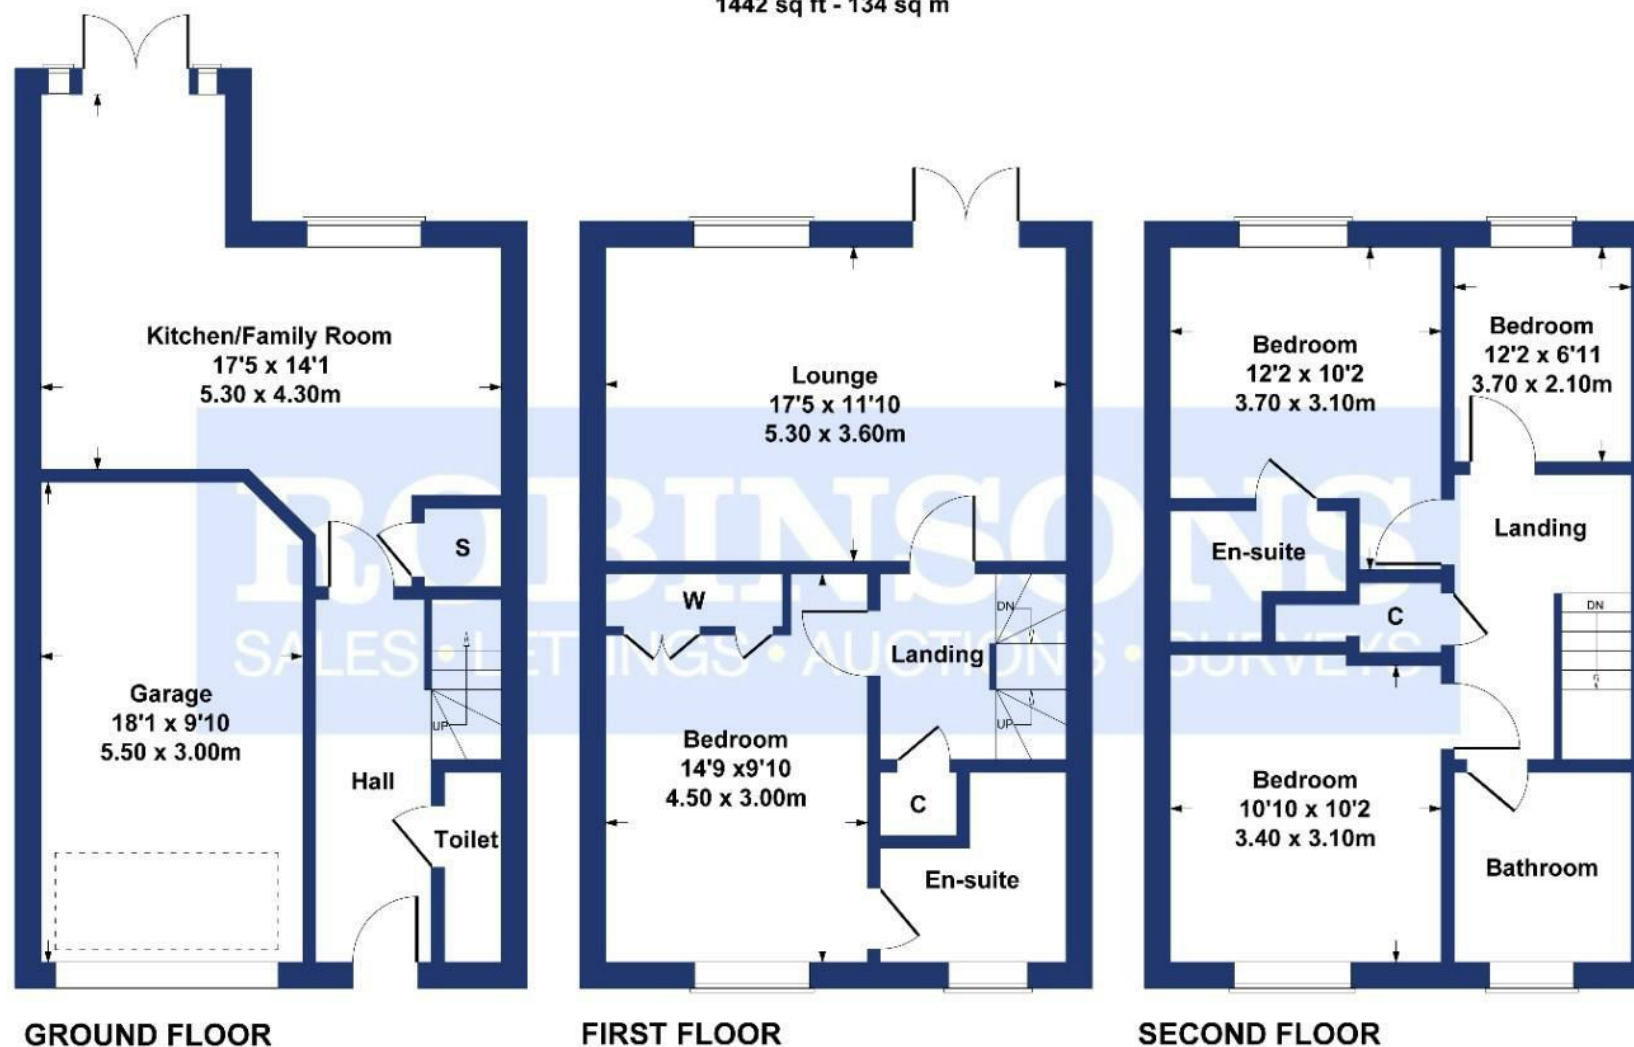 1442 sq ft - 134 sq m
Kitchen/Family Room
17'5 x 14'1
5.30 x 4.30m
S
Garage
18'1 x 9'10
5.50 x 3.00m
UP
Hall
Toilet
GROUND FLOOR
Lounge
17'5 x 11'10
5.30 x 3.60m
W
DN
Landing
UP
Bedroom
14'9 x9'10
4.50 x 3.00m
C
En-suite
FIRST FLOOR
Bedroom
12'2 x 10'2
3.70 x 3.10m
Bedroom
12'2 x 6'11
3.70 x 2.10m
Landing
En-suite
C
DN
Bedroom
10'10 x 10'2
3.40 x 3.10m
Bathroom
SECOND FLOOR
ROBINSONS
SALES • LETTINGS • AUCTIONS • SURVEYS